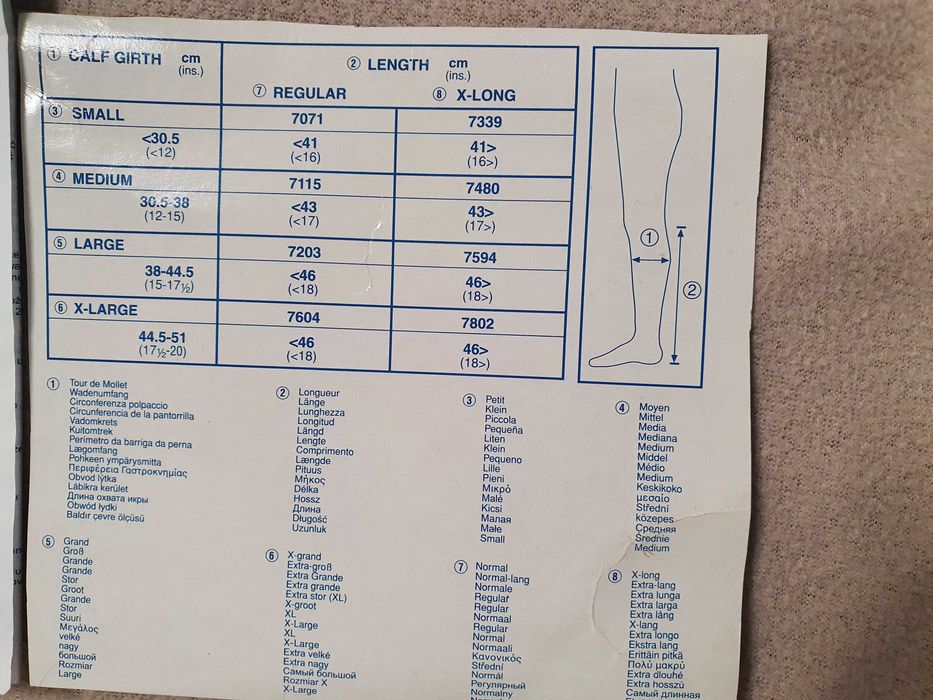 ① CALF GIRTH cm
(ins.)
② LENGTH cm
(ins.)
⑦ REGULAR
⑧ X-LONG
③ SMALL
7071
7339
<30.5
(<12)
<41
(<16)
41>
(16>)
④ MEDIUM
7115
7480
30.5-38
(12-15)
<43
(<17)
43>
(17>)
⑤ LARGE
7203
7594
38-44.5
(15-17½)
<46
(<18)
46>
(18>)
⑥ X-LARGE
7604
7802
44.5-51
(17½-20)
<46
(<18)
46>
(18>)
①
②
① Tour de Mollet
Wadenumfang
Circonferenza polpaccio
Circunferencia de la pantorrilla
Vadomkrets
Kuitomtrek
Perímetro da barriga da perna
Lægomfang
Pohkeen ympärysmitta
Περιφέρεια Γαστροκνημίας
Obvod lýtka
Lábikra kerület
Длина охвата икры
Obwód łydki
Baldır çevre ölçüsü
② Longueur
Länge
Lunghezza
Longitud
Längd
Lengte
Comprimento
Længde
Pituus
Μήκος
Délka
Hossz
Длина
Długość
Uzunluk
③ Petit
Klein
Piccola
Pequeña
Liten
Klein
Pequeno
Lille
Pieni
Μικρό
Malé
Kicsi
Малая
Małe
Small
④ Moyen
Mittel
Media
Mediana
Medium
Middel
Médio
Medium
Keskikoko
μεσαίο
Střední
közepes
Средняя
Średnie
Medium
⑤ Grand
Groß
Grande
Grande
Stor
Groot
Grande
Stor
Suuri
Μεγάλος
velké
nagy
большой
Rozmiar
Large
⑥ X-grand
Extra-groß
Extra Grande
Extra grande
Extra stor (XL)
X-groot
XL
X-Large
XL
X-Large
Extra velké
Extra nagy
Самый большой
Rozmiar X
X-Large
⑦ Normal
Normal-lang
Normale
Regular
Regular
Normaal
Regular
Normal
Normaali
Κανονικός
Střední
Normál
Регулярный
Normalny
⑧ X-long
Extra-lang
Extra lunga
Extra larga
Extra lång
X-lang
Extra longo
Ekstra lang
Erittäin pitkä
Πολύ μακρύ
Extra dlouhé
Extra hosszú
Самый длинная